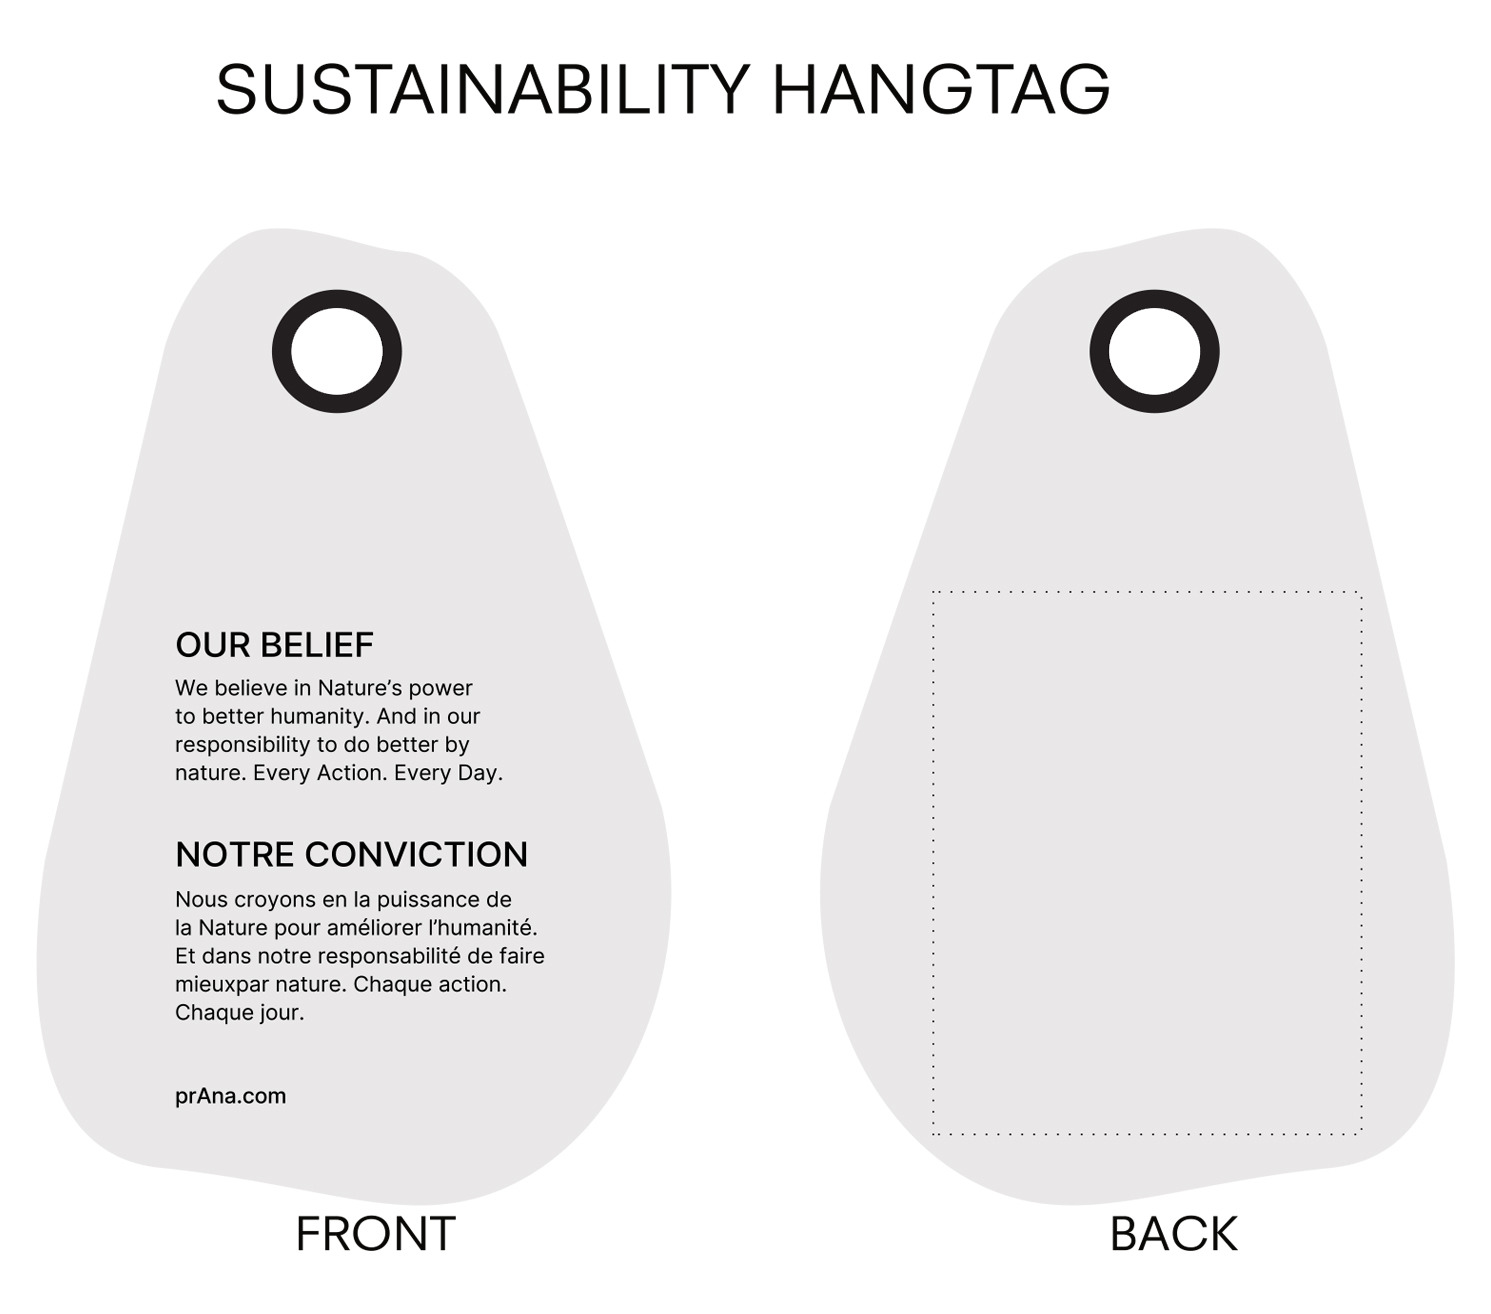 SUSTAINABILITY HANGTAG
OUR BELIEF
We believe in Nature’s power
to better humanity. And in our
responsibility to do better by
nature. Every Action. Every Day.
NOTRE CONVICTION
Nous croyons en la puissance de
la Nature pour améliorer l’humanité.
Et dans notre responsabilité de faire
mieuxpar nature. Chaque action.
Chaque jour.
prAna.com
FRONT
BACK